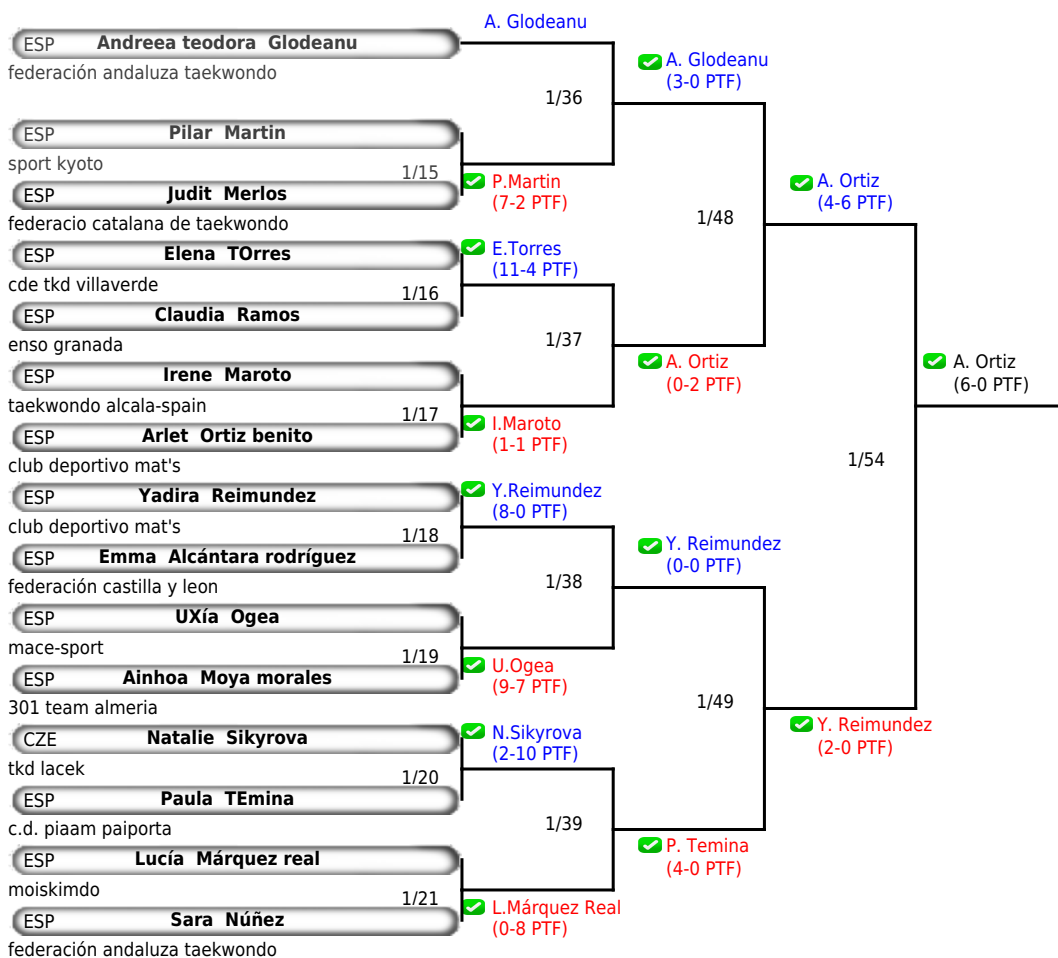 A. Glodeanu
ESP Andreea teodora Glodeanu
federación andaluza taekwondo
A. Glodeanu
(3-0 PTF)
1/36
ESP Pilar Martin
sport kyoto
1/15
P.Martin
(7-2 PTF)
A. Ortiz
(4-6 PTF)
ESP Judit Merlos
federacio catalana de taekwondo
1/48
ESP Elena TOrres
E.Torres
(11-4 PTF)
cde tkd villaverde
1/16
ESP Claudia Ramos
enso granada
1/37
A. Ortiz
(0-2 PTF)
A. Ortiz
(6-0 PTF)
ESP Irene Maroto
taekwondo alcala-spain
1/17
I.Maroto
(1-1 PTF)
ESP Arlet Ortiz benito
club deportivo mat's
1/54
ESP Yadira Reimundez
Y.Reimundez
(8-0 PTF)
club deportivo mat's
1/18
Y. Reimundez
(0-0 PTF)
ESP Emma Alcántara rodríguez
federación castilla y leon
1/38
ESP UXía Ogea
mace-sport
1/19
U.Ogea
(9-7 PTF)
ESP Ainhoa Moya morales
301 team almeria
1/49
Y. Reimundez
(2-0 PTF)
CZE Natalie Sikyrova
N.Sikyrova
(2-10 PTF)
tkd lacek
1/20
ESP Paula TEmina
c.d. piaam paiporta
1/39
P. Temina
(4-0 PTF)
ESP Lucía Márquez real
moiskimdo
1/21
L.Márquez Real
(0-8 PTF)
ESP Sara Núñez
federación andaluza taekwondo